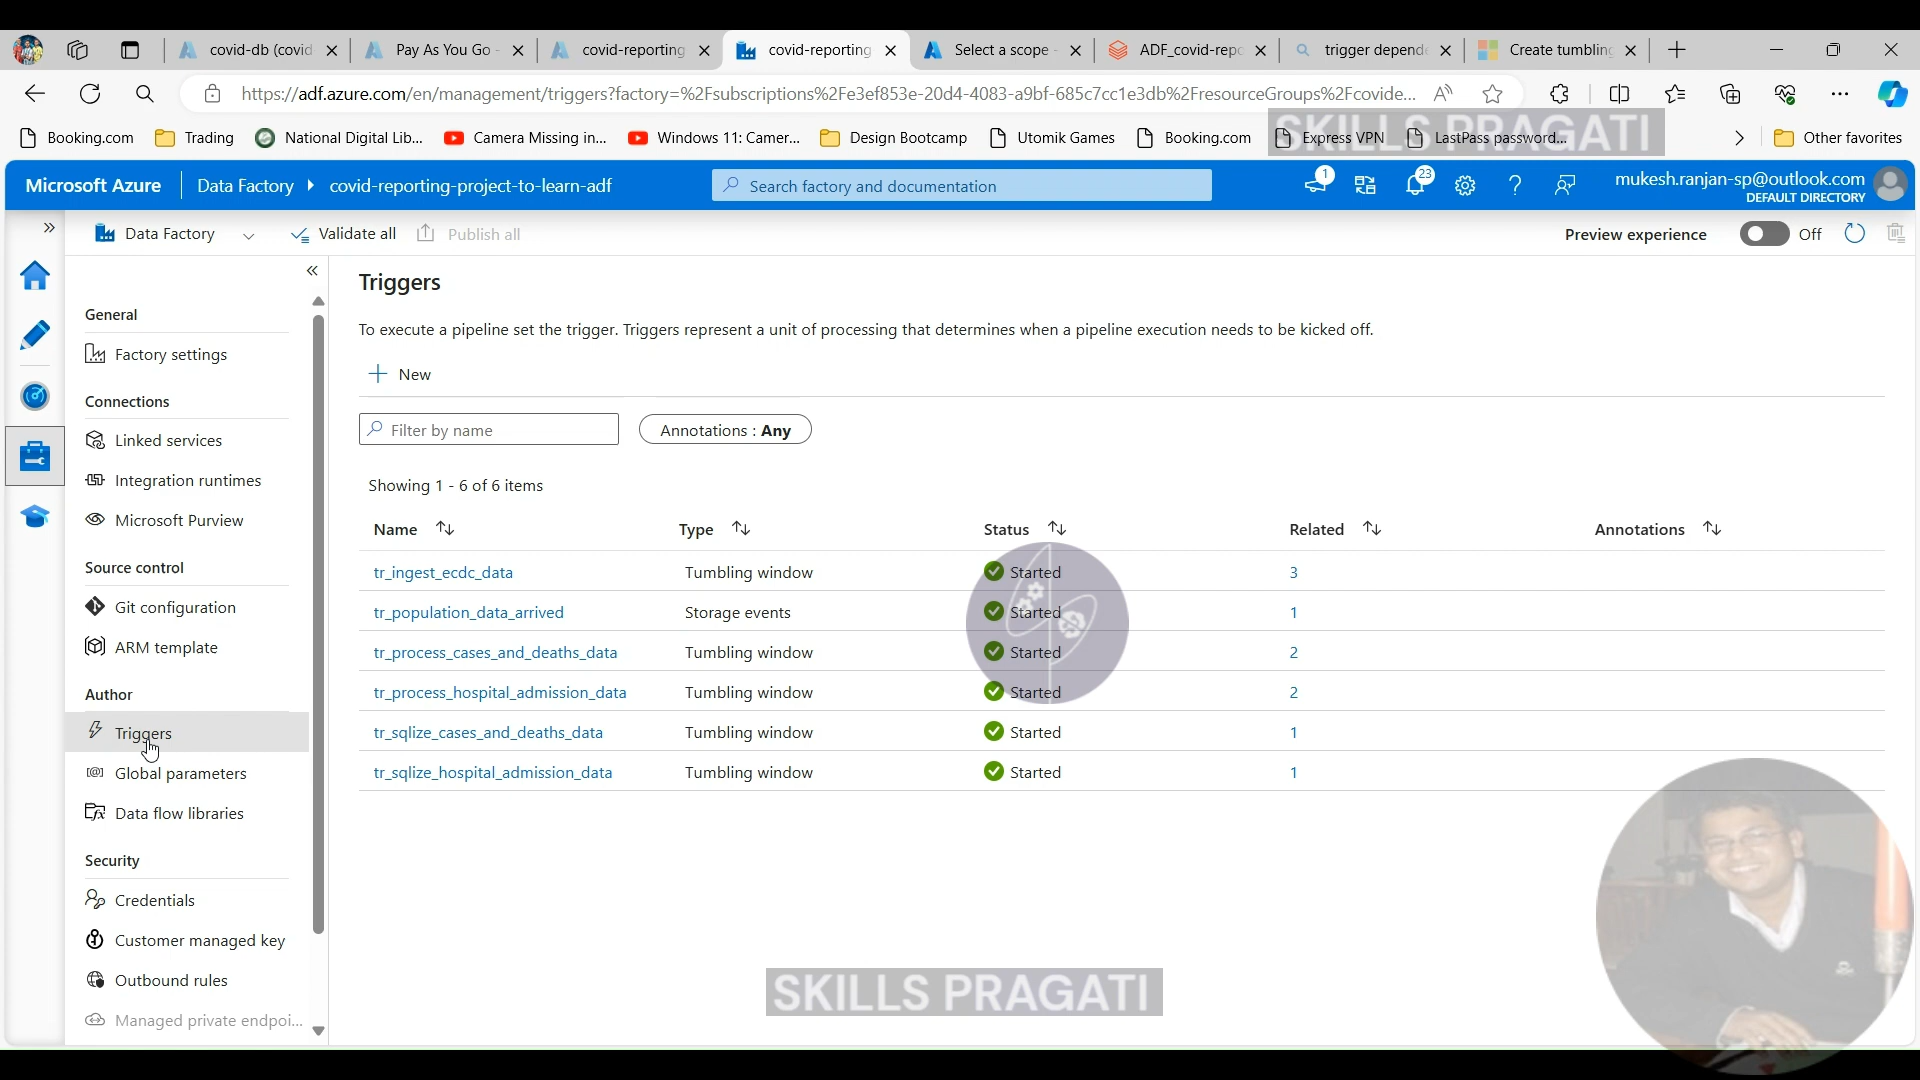 covid-db (covid
Pay As You Go -
covid-reporting
covid-reporting
Select a scope -
ADF_covid-repo
trigger depende
Create tumbling
https://adf.azure.com/en/management/triggers?factory=%2Fsubscriptions%2Fe3ef853e-20d4-4083-a9bf-685c7cc1e3db%2FresourceGroups%2Fcovide...
Booking.com
Trading
National Digital Lib...
Camera Missing in...
Windows 11: Camer...
Design Bootcamp
Utomik Games
Booking.com
Express VPN
LastPass password...
Other favorites
SKILLS PRAGATI
Microsoft Azure
Data Factory
covid-reporting-project-to-learn-adf
Search factory and documentation
1
23
mukesh.ranjan-sp@outlook.com
DEFAULT DIRECTORY
Data Factory
Validate all
Publish all
Preview experience
Off
General
Factory settings
Connections
Linked services
Integration runtimes
Microsoft Purview
Source control
Git configuration
ARM template
Author
Triggers
Global parameters
Data flow libraries
Security
Credentials
Customer managed key
Outbound rules
Managed private endpoi...
Triggers
To execute a pipeline set the trigger. Triggers represent a unit of processing that determines when a pipeline execution needs to be kicked off.
New
Filter by name
Annotations : Any
Showing 1 - 6 of 6 items
Name Type Status Related Annotations
tr_ingest_ecdc_data Tumbling window Started 3
tr_population_data_arrived Storage events Started 1
tr_process_cases_and_deaths_data Tumbling window Started 2
tr_process_hospital_admission_data Tumbling window Started 2
tr_sqlize_cases_and_deaths_data Tumbling window Started 1
tr_sqlize_hospital_admission_data Tumbling window Started 1
SKILLS PRAGATI